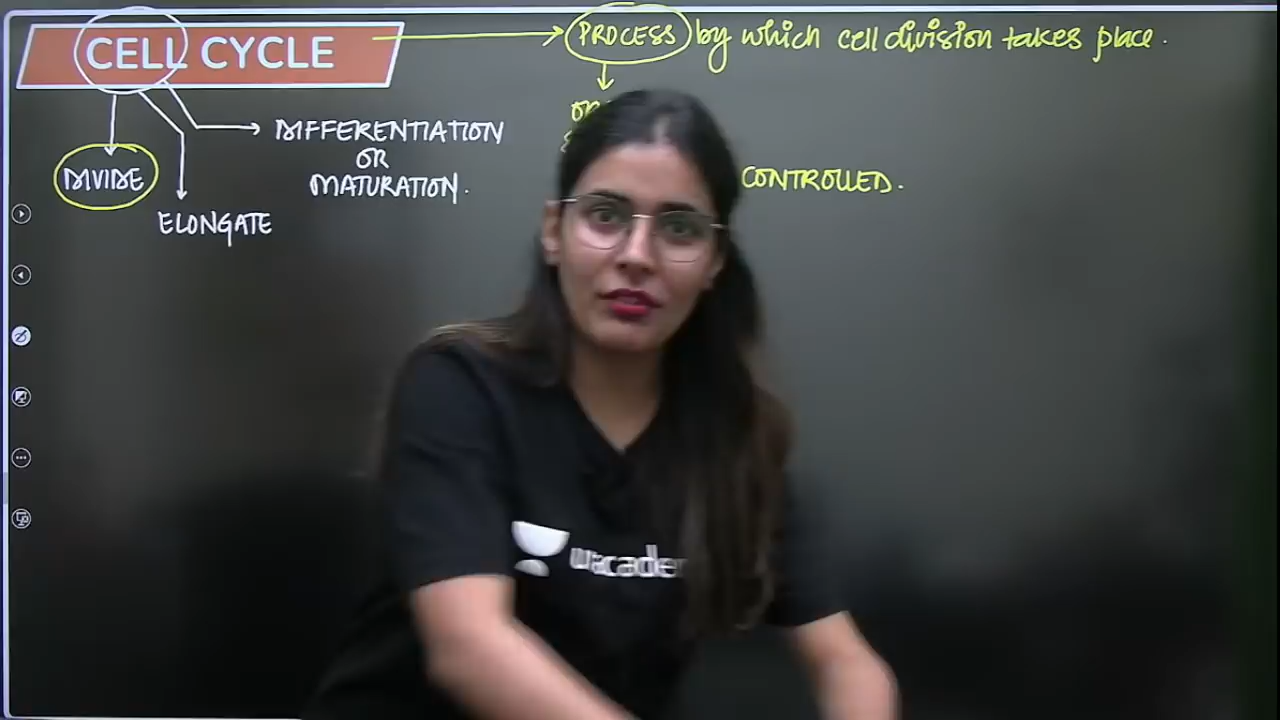 CELL CYCLE
PROCESS by which cell division takes place.
DIFFERENTIATION
OR
MATURATION.
DIVIDE
CONTROLLED.
ELONGATE